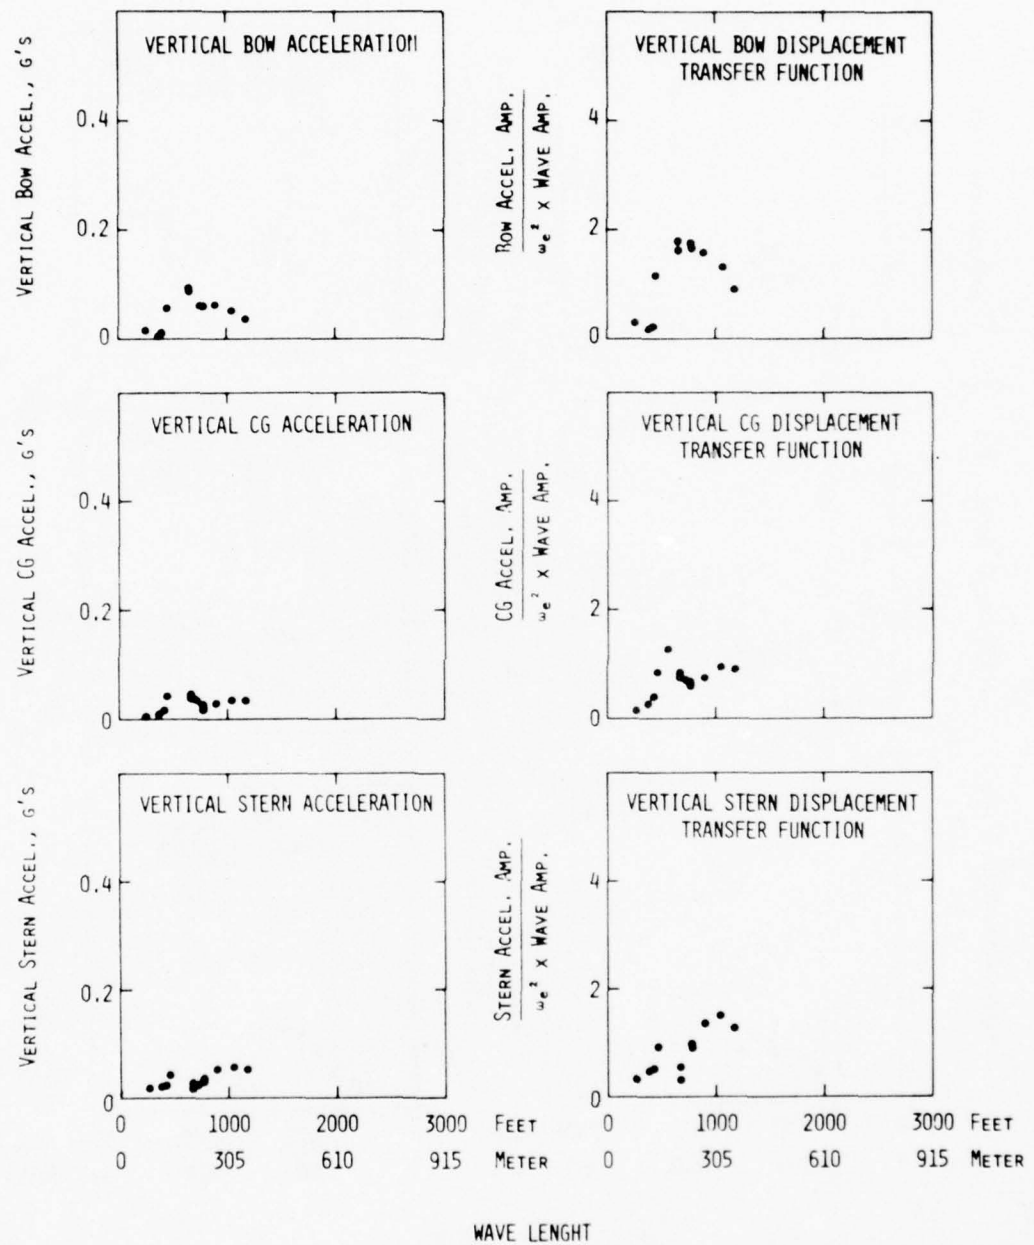 VERTICAL BOW ACCELERATION
VERTICAL BOW ACCEL., G's
0.4
0.2
0
VERTICAL BOW DISPLACEMENT
TRANSFER FUNCTION
BOW ACCEL. AMP.
ωe² x WAVE AMP.
4
2
0
VERTICAL CG ACCELERATION
VERTICAL CG ACCEL., G's
0.4
0.2
0
VERTICAL CG DISPLACEMENT
TRANSFER FUNCTION
CG ACCEL. AMP.
ωe² x WAVE AMP.
4
2
0
VERTICAL STERN ACCELERATION
VERTICAL STERN ACCEL., G's
0.4
0.2
0
VERTICAL STERN DISPLACEMENT
TRANSFER FUNCTION
STERN ACCEL. AMP.
ωe² x WAVE AMP.
4
2
0
0 1000 2000 3000 FEET
0 305 610 915 METER
0 1000 2000 3000 FEET
0 305 610 915 METER
WAVE LENGHT